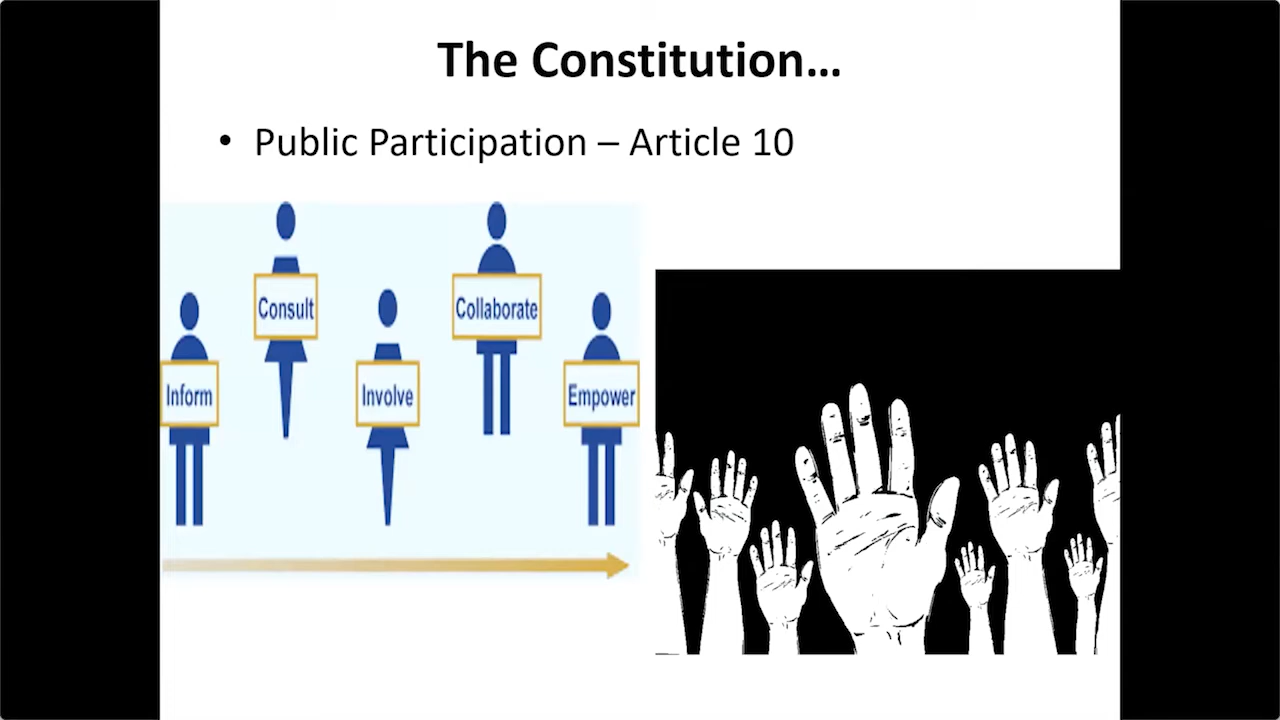 The Constitution…
• Public Participation – Article 10
Inform
Consult
Involve
Collaborate
Empower